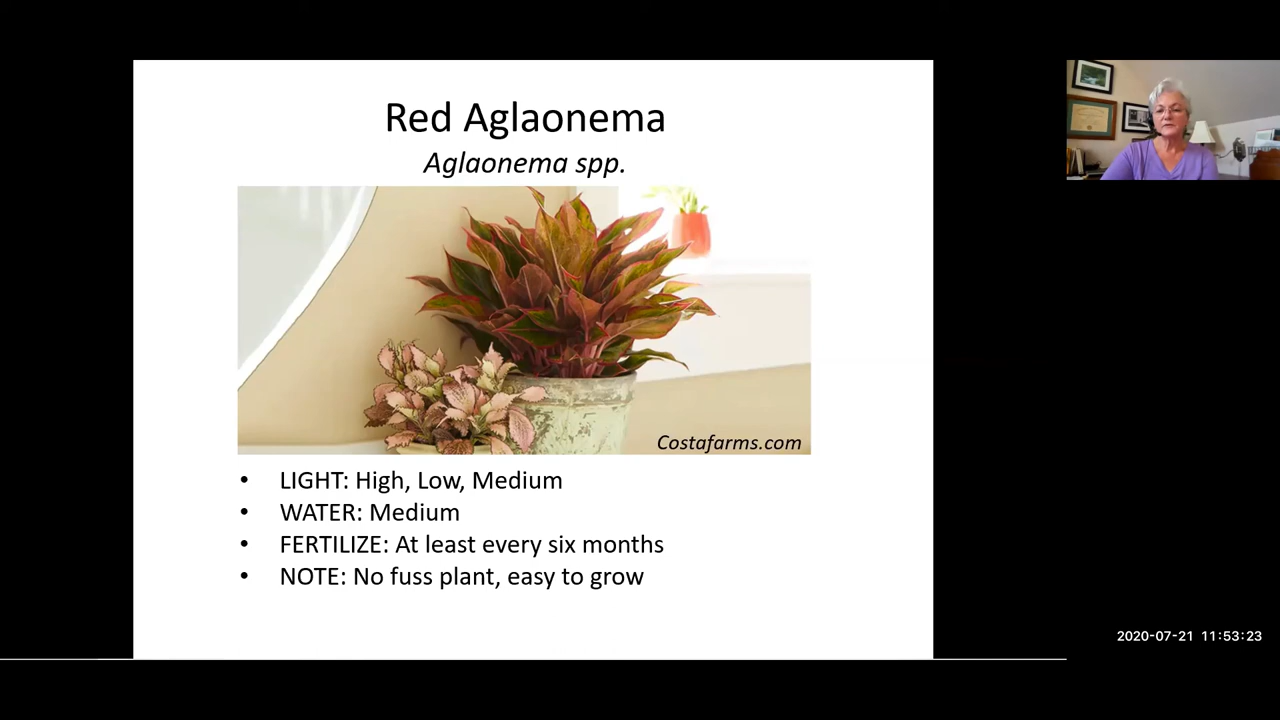 Red Aglaonema
Aglaonema spp.
Costafarms.com
• LIGHT: High, Low, Medium
• WATER: Medium
• FERTILIZE: At least every six months
• NOTE: No fuss plant, easy to grow
2020-07-21 11:53:23